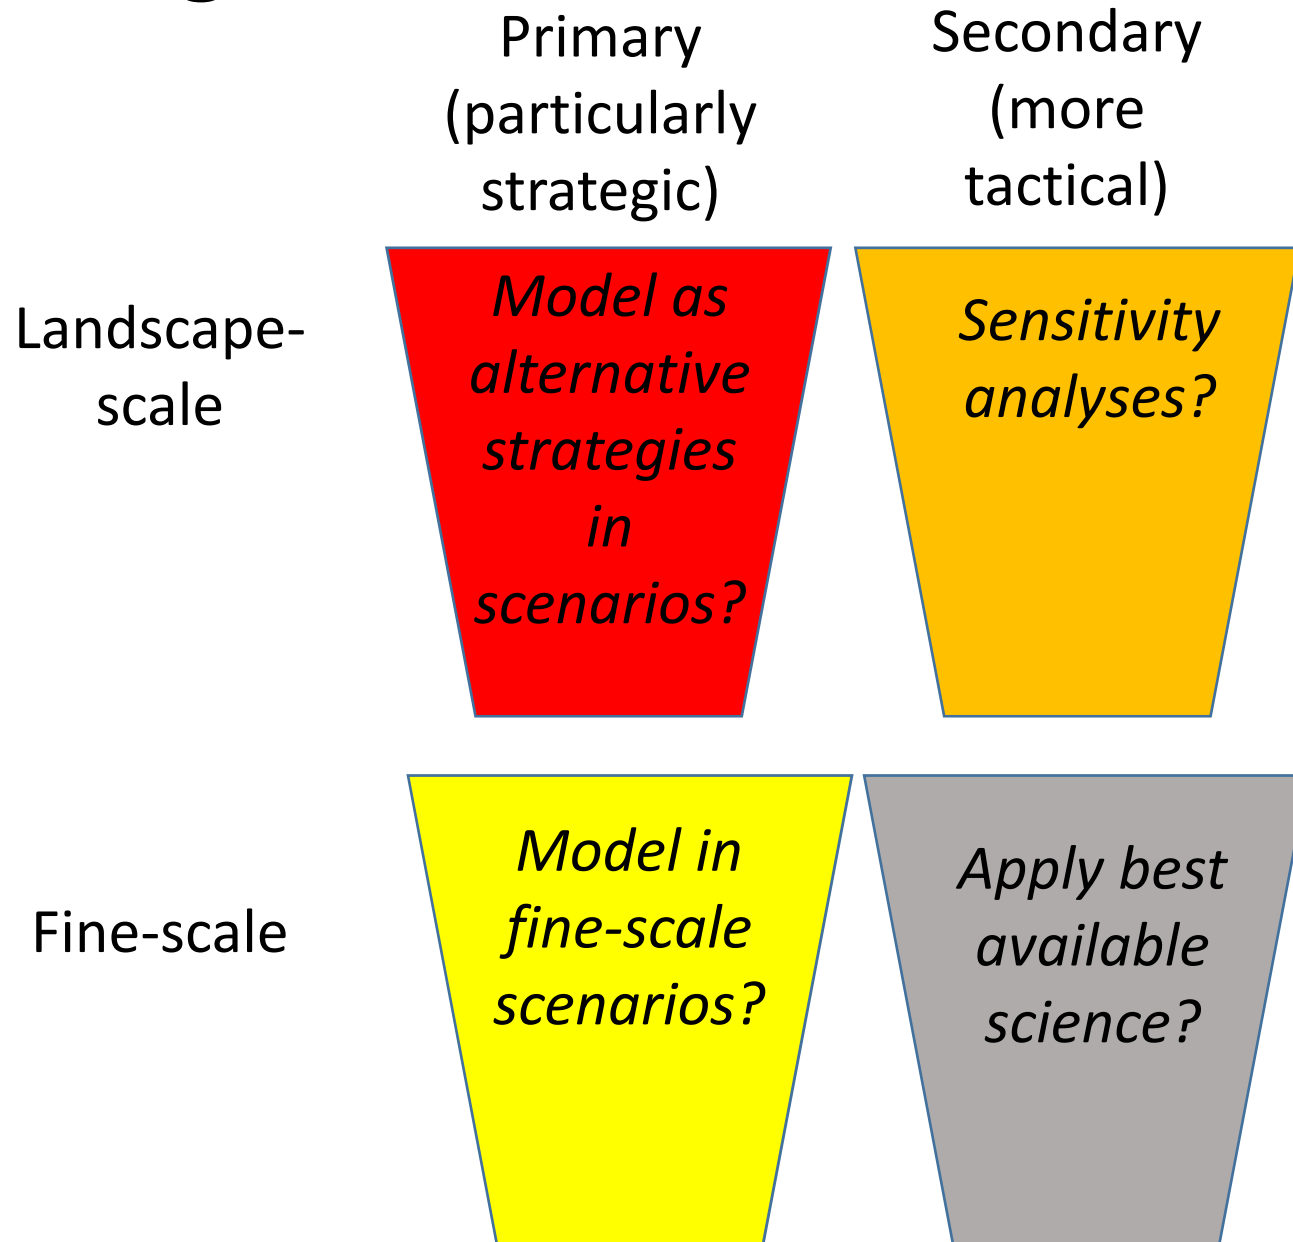 Primary
(particularly
strategic)
Secondary
(more
tactical)
Landscape-
scale
Model as
alternative
strategies
in
scenarios?
Sensitivity
analyses?
Fine-scale
Model in
fine-scale
scenarios?
Apply best
available
science?